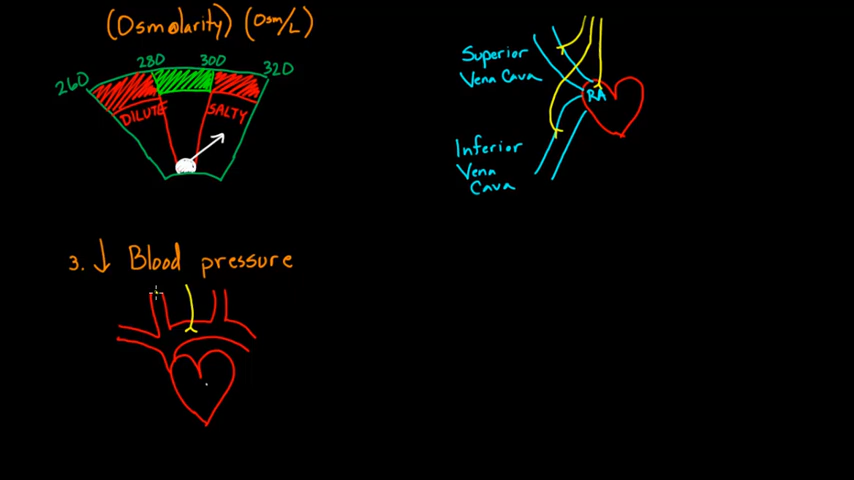 (Osmolarity) (Osm/L)
260 280 300 320
DILUTE SALTY
Superior
Vena Cava
RA
Inferior
Vena
Cava
3. ↓ Blood pressure